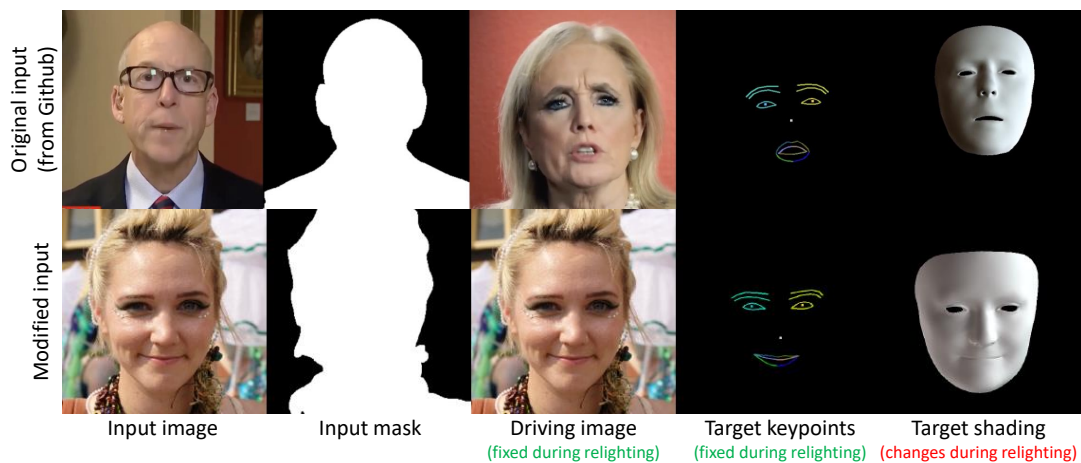 Original input
(from Github)
Modified input
Input image
Input mask
Driving image
(fixed during relighting)
Target keypoints
(fixed during relighting)
Target shading
(changes during relighting)